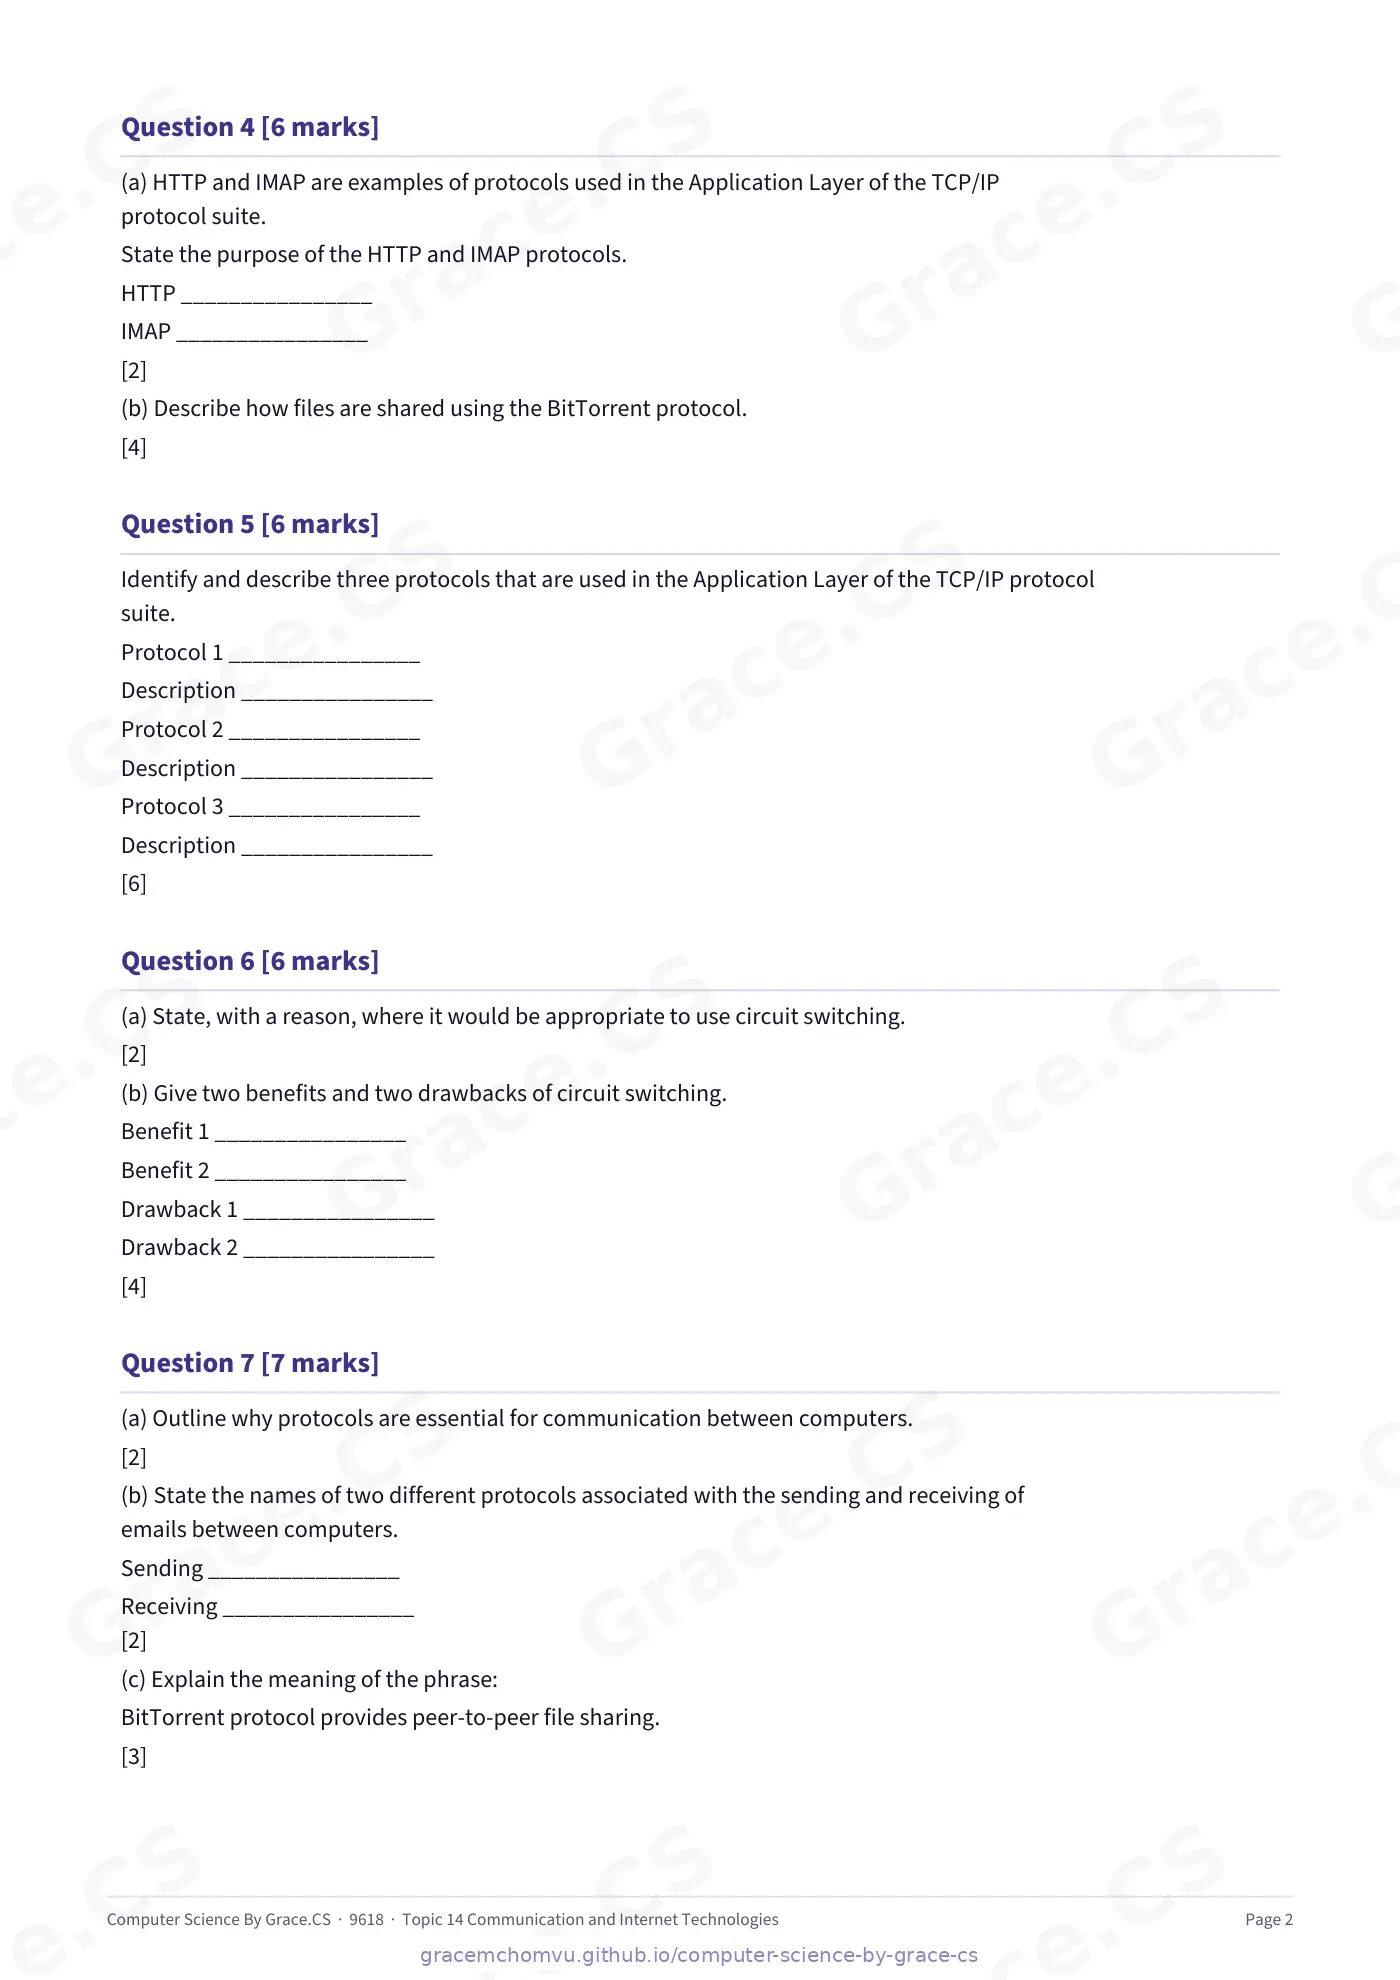 Question 4 [6 marks]
(a) HTTP and IMAP are examples of protocols used in the Application Layer of the TCP/IP
protocol suite.
State the purpose of the HTTP and IMAP protocols.
HTTP ________________
IMAP ________________
[2]
(b) Describe how files are shared using the BitTorrent protocol.
[4]
Question 5 [6 marks]
Identify and describe three protocols that are used in the Application Layer of the TCP/IP protocol
suite.
Protocol 1 ________________
Description ________________
Protocol 2 ________________
Description ________________
Protocol 3 ________________
Description ________________
[6]
Question 6 [6 marks]
(a) State, with a reason, where it would be appropriate to use circuit switching.
[2]
(b) Give two benefits and two drawbacks of circuit switching.
Benefit 1 ________________
Benefit 2 ________________
Drawback 1 ________________
Drawback 2 ________________
[4]
Question 7 [7 marks]
(a) Outline why protocols are essential for communication between computers.
[2]
(b) State the names of two different protocols associated with the sending and receiving of
emails between computers.
Sending ________________
Receiving ________________
[2]
(c) Explain the meaning of the phrase:
BitTorrent protocol provides peer-to-peer file sharing.
[3]
Computer Science By Grace.CS · 9618 · Topic 14 Communication and Internet Technologies Page 2
gracemchomvu.github.io/computer-science-by-grace-cs